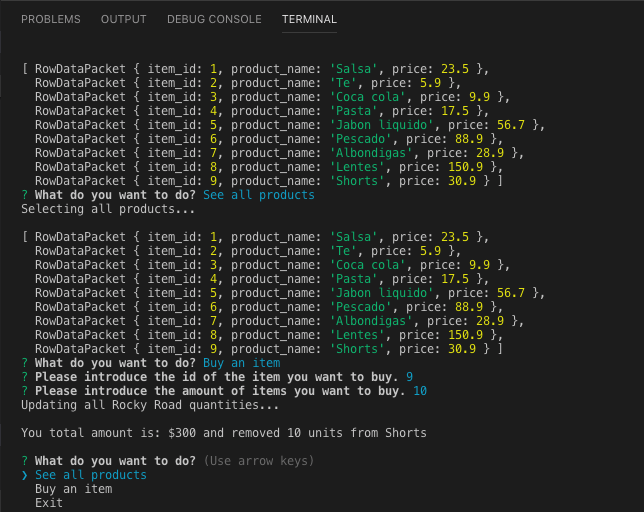 PROBLEMS OUTPUT DEBUG CONSOLE TERMINAL
[ RowDataPacket { item_id: 1, product_name: 'Salsa', price: 23.5 },
RowDataPacket { item_id: 2, product_name: 'Te', price: 5.9 },
RowDataPacket { item_id: 3, product_name: 'Coca cola', price: 9.9 },
RowDataPacket { item_id: 4, product_name: 'Pasta', price: 17.5 },
RowDataPacket { item_id: 5, product_name: 'Jabon liquido', price: 56.7 },
RowDataPacket { item_id: 6, product_name: 'Pescado', price: 88.9 },
RowDataPacket { item_id: 7, product_name: 'Albondigas', price: 28.9 },
RowDataPacket { item_id: 8, product_name: 'Lentes', price: 150.9 },
RowDataPacket { item_id: 9, product_name: 'Shorts', price: 30.9 } ]
? What do you want to do? See all products
Selecting all products...
[ RowDataPacket { item_id: 1, product_name: 'Salsa', price: 23.5 },
RowDataPacket { item_id: 2, product_name: 'Te', price: 5.9 },
RowDataPacket { item_id: 3, product_name: 'Coca cola', price: 9.9 },
RowDataPacket { item_id: 4, product_name: 'Pasta', price: 17.5 },
RowDataPacket { item_id: 5, product_name: 'Jabon liquido', price: 56.7 },
RowDataPacket { item_id: 6, product_name: 'Pescado', price: 88.9 },
RowDataPacket { item_id: 7, product_name: 'Albondigas', price: 28.9 },
RowDataPacket { item_id: 8, product_name: 'Lentes', price: 150.9 },
RowDataPacket { item_id: 9, product_name: 'Shorts', price: 30.9 } ]
? What do you want to do? Buy an item
? Please introduce the id of the item you want to buy. 9
? Please introduce the amount of items you want to buy. 10
Updating all Rocky Road quantities...
You total amount is: $300 and removed 10 units from Shorts
? What do you want to do? (Use arrow keys)
❯ See all products
Buy an item
Exit